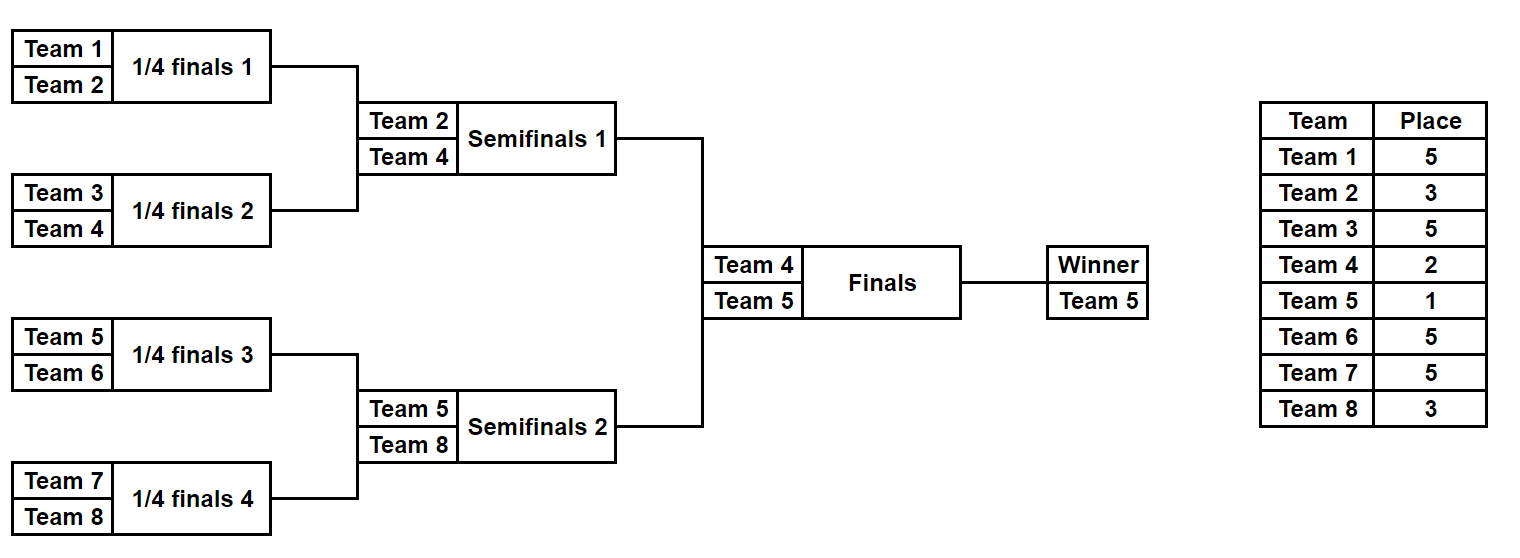 Team 1
Team 2
1/4 finals 1
Team 3
Team 4
1/4 finals 2
Team 5
Team 6
1/4 finals 3
Team 7
Team 8
1/4 finals 4
Team 2
Team 4
Semifinals 1
Team 5
Team 8
Semifinals 2
Team 4
Team 5
Finals
Winner
Team 5
Team Place
Team 1 5
Team 2 3
Team 3 5
Team 4 2
Team 5 1
Team 6 5
Team 7 5
Team 8 3